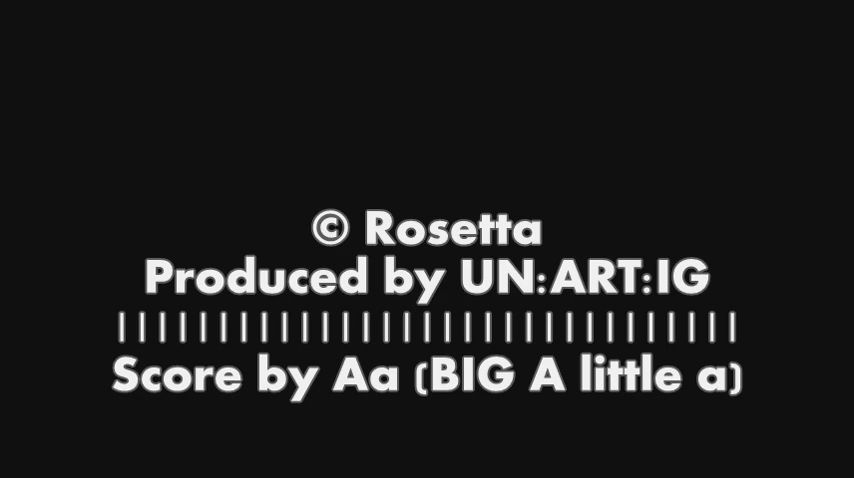 © Rosetta
Produced by UN:ART:IG
| | | | | | | | | | | | | | | | | | | | | | | | | | | | | | |
Score by Aa (BIG A little a)